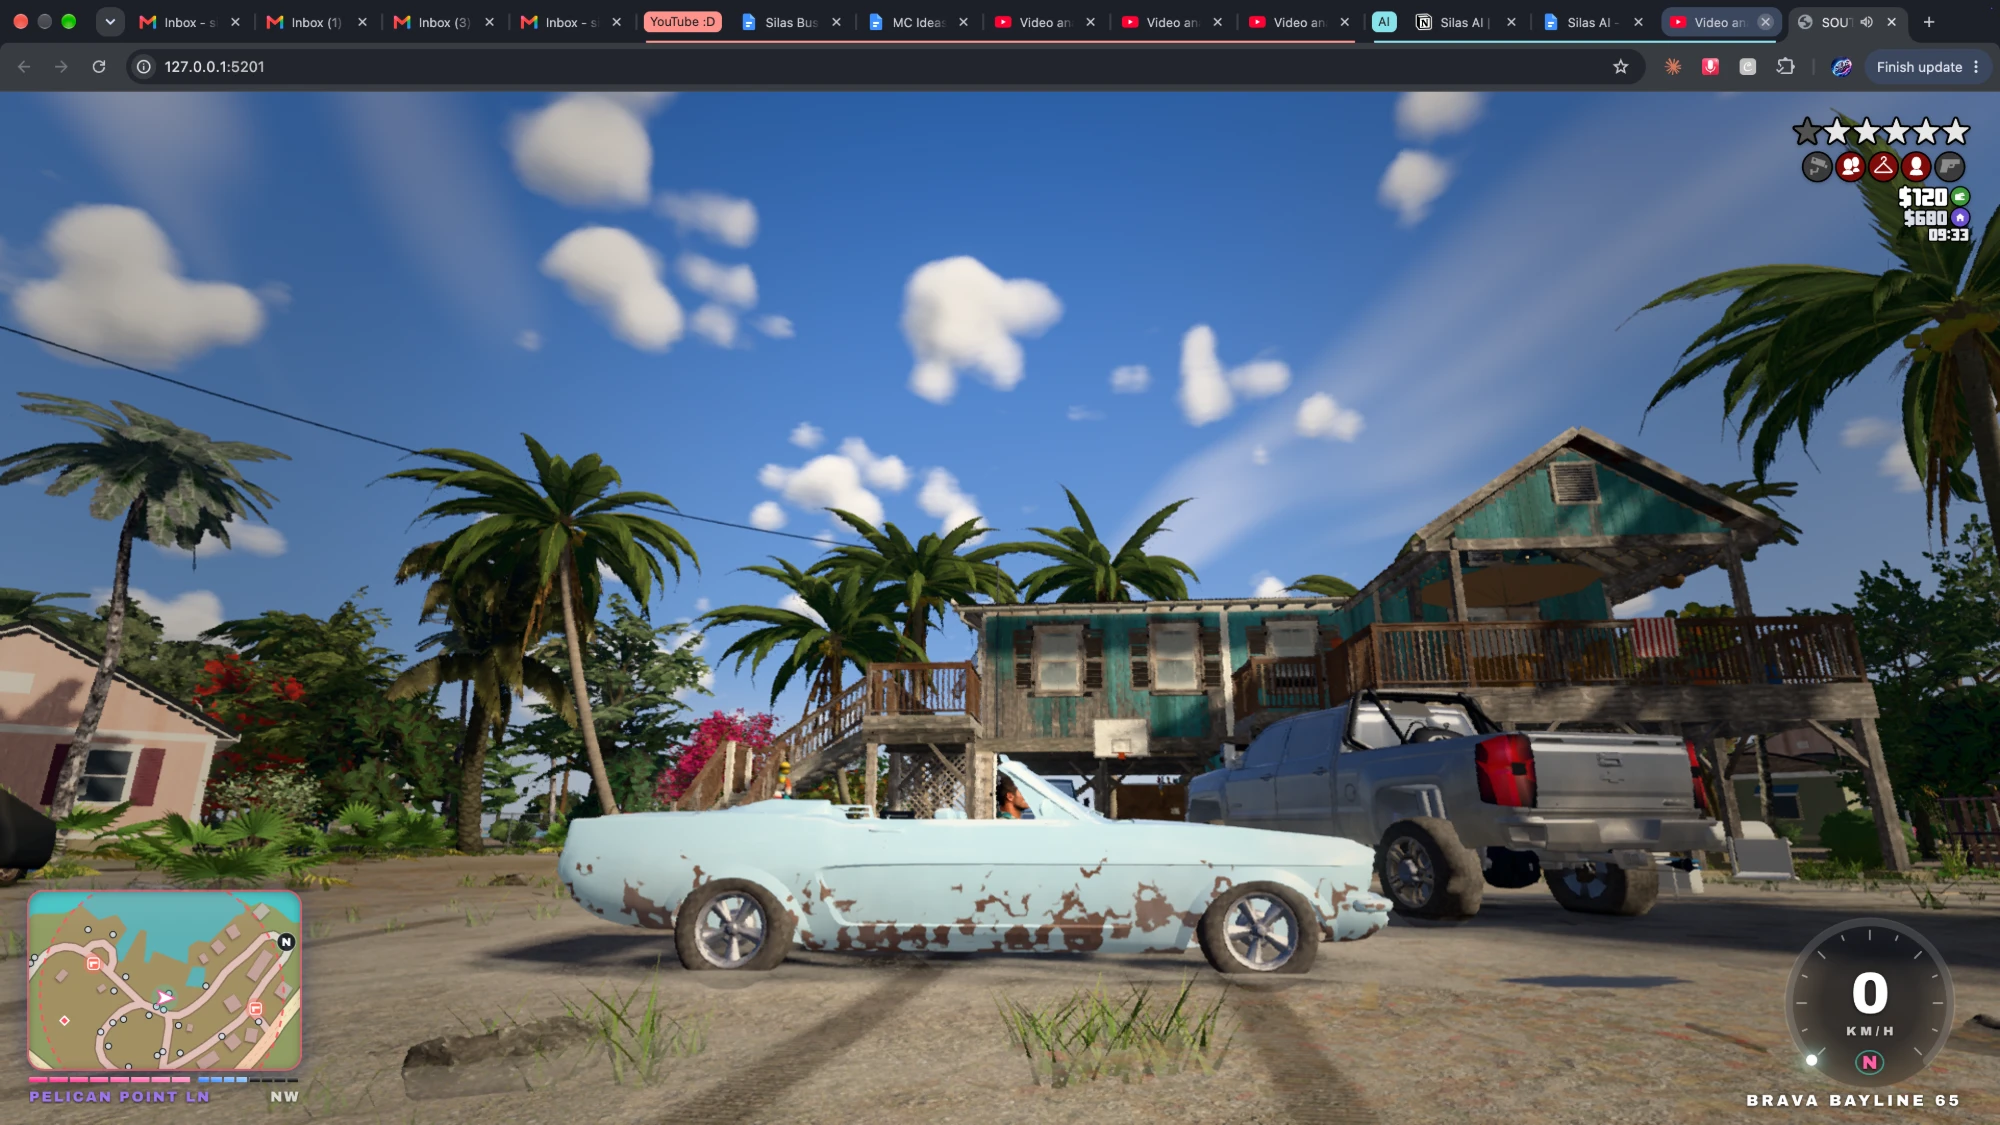 Inbox - s
Inbox (1)
Inbox (3)
Inbox - s
YouTube :D
Silas Bus
MC Ideas
Video an
Video an
Video an
AI
Silas AI |
Silas AI -
Video an
SOUT
127.0.0.1:5201
Finish update
$120
$680
09:33
N
PELICAN POINT LN
NW
0
KM/H
N
BRAVA BAYLINE 65